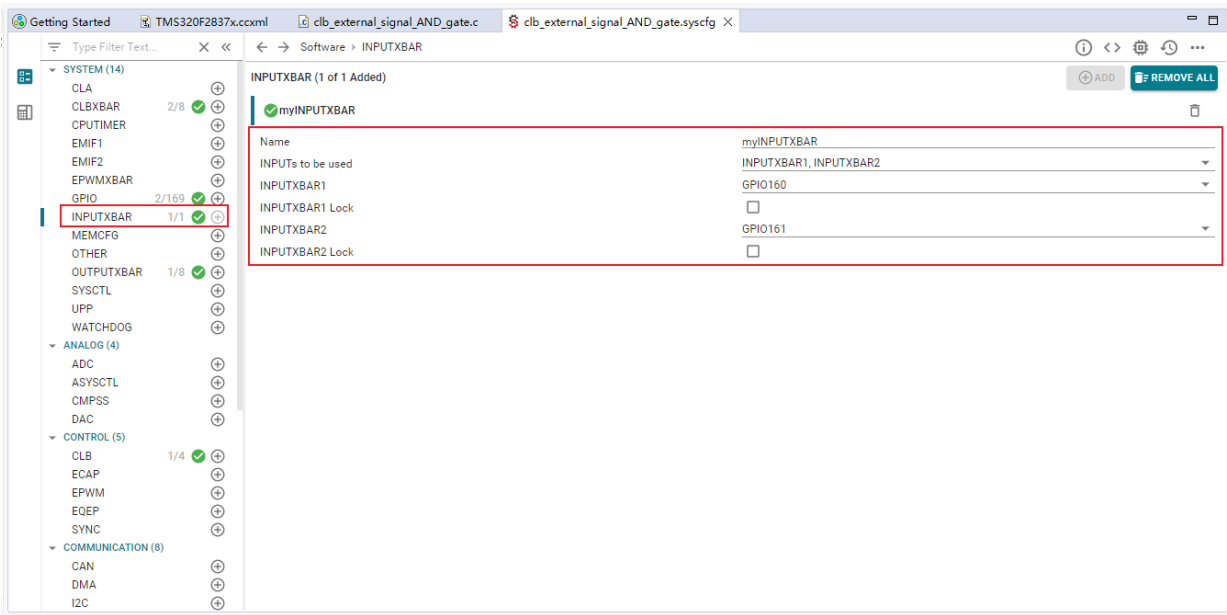 Getting Started
TMS320F2837x.ccxml
clb_external_signal_AND_gate.c
clb_external_signal_AND_gate.syscfg
Type Filter Text...
Software ▸ INPUTXBAR
SYSTEM (14)
CLA
CLBXBAR 2/8
CPUTIMER
EMIF1
EMIF2
EPWMXBAR
GPIO 2/169
INPUTXBAR 1/1
MEMCFG
OTHER
OUTPUTXBAR 1/8
SYSCTL
UPP
WATCHDOG
ANALOG (4)
ADC
ASYSCTL
CMPSS
DAC
CONTROL (5)
CLB 1/4
ECAP
EPWM
EQEP
SYNC
COMMUNICATION (8)
CAN
DMA
I2C
INPUTXBAR (1 of 1 Added)
ADD
REMOVE ALL
myINPUTXBAR
Name myINPUTXBAR
INPUTs to be used INPUTXBAR1, INPUTXBAR2
INPUTXBAR1 GPIO160
INPUTXBAR1 Lock
INPUTXBAR2 GPIO161
INPUTXBAR2 Lock